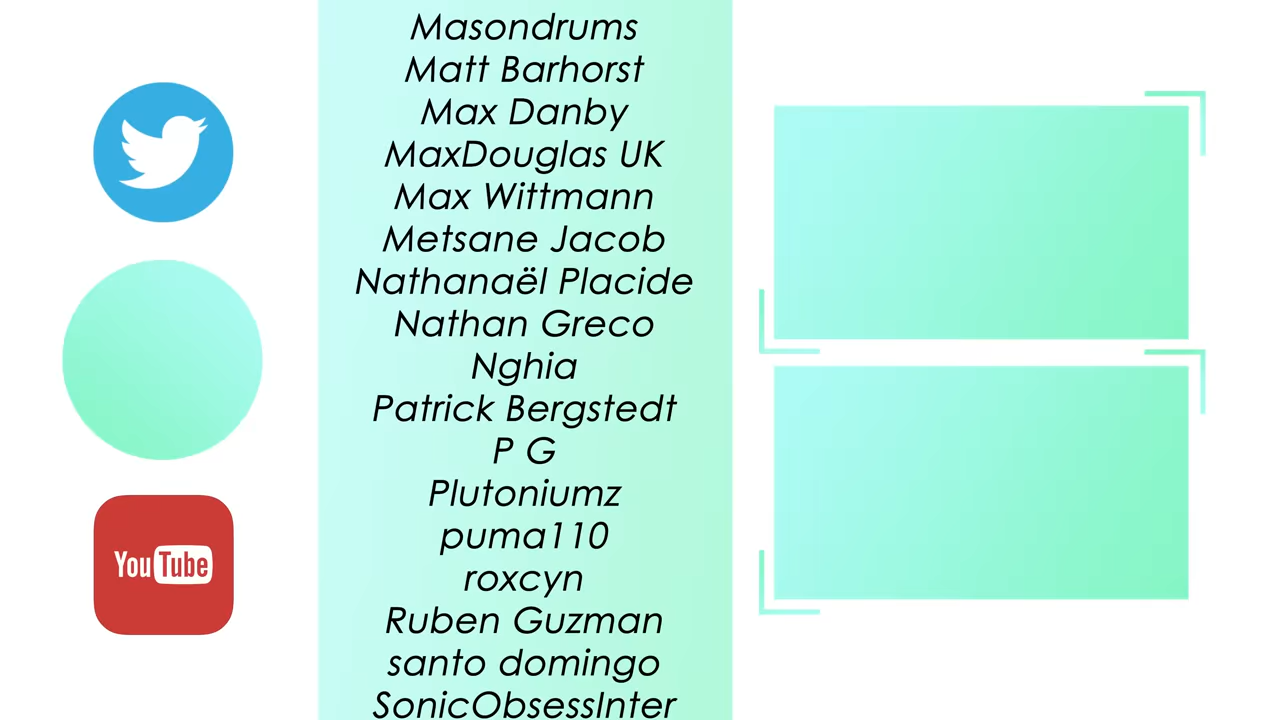 Masondrums
Matt Barhorst
Max Danby
MaxDouglas UK
Max Wittmann
Metsane Jacob
Nathanaël Placide
Nathan Greco
Nghia
Patrick Bergstedt
P G
Plutoniumz
puma110
roxcyn
Ruben Guzman
santo domingo
SonicObsessInter
YouTube